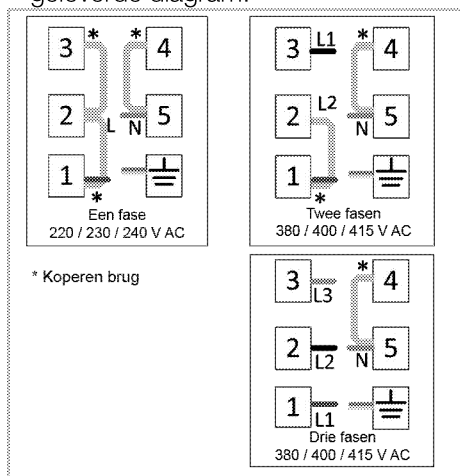 geleverde diagram.
3 * * 4
2 L N 5
1
*
Een fase
220 / 230 / 240 V AC
3 L1 * 4
2 L2 N 5
1
*
Twee fasen
380 / 400 / 415 V AC
* Koperen brug
3 L3 * 4
2 L2 N 5
1 L1
Drie fasen
380 / 400 / 415 V AC